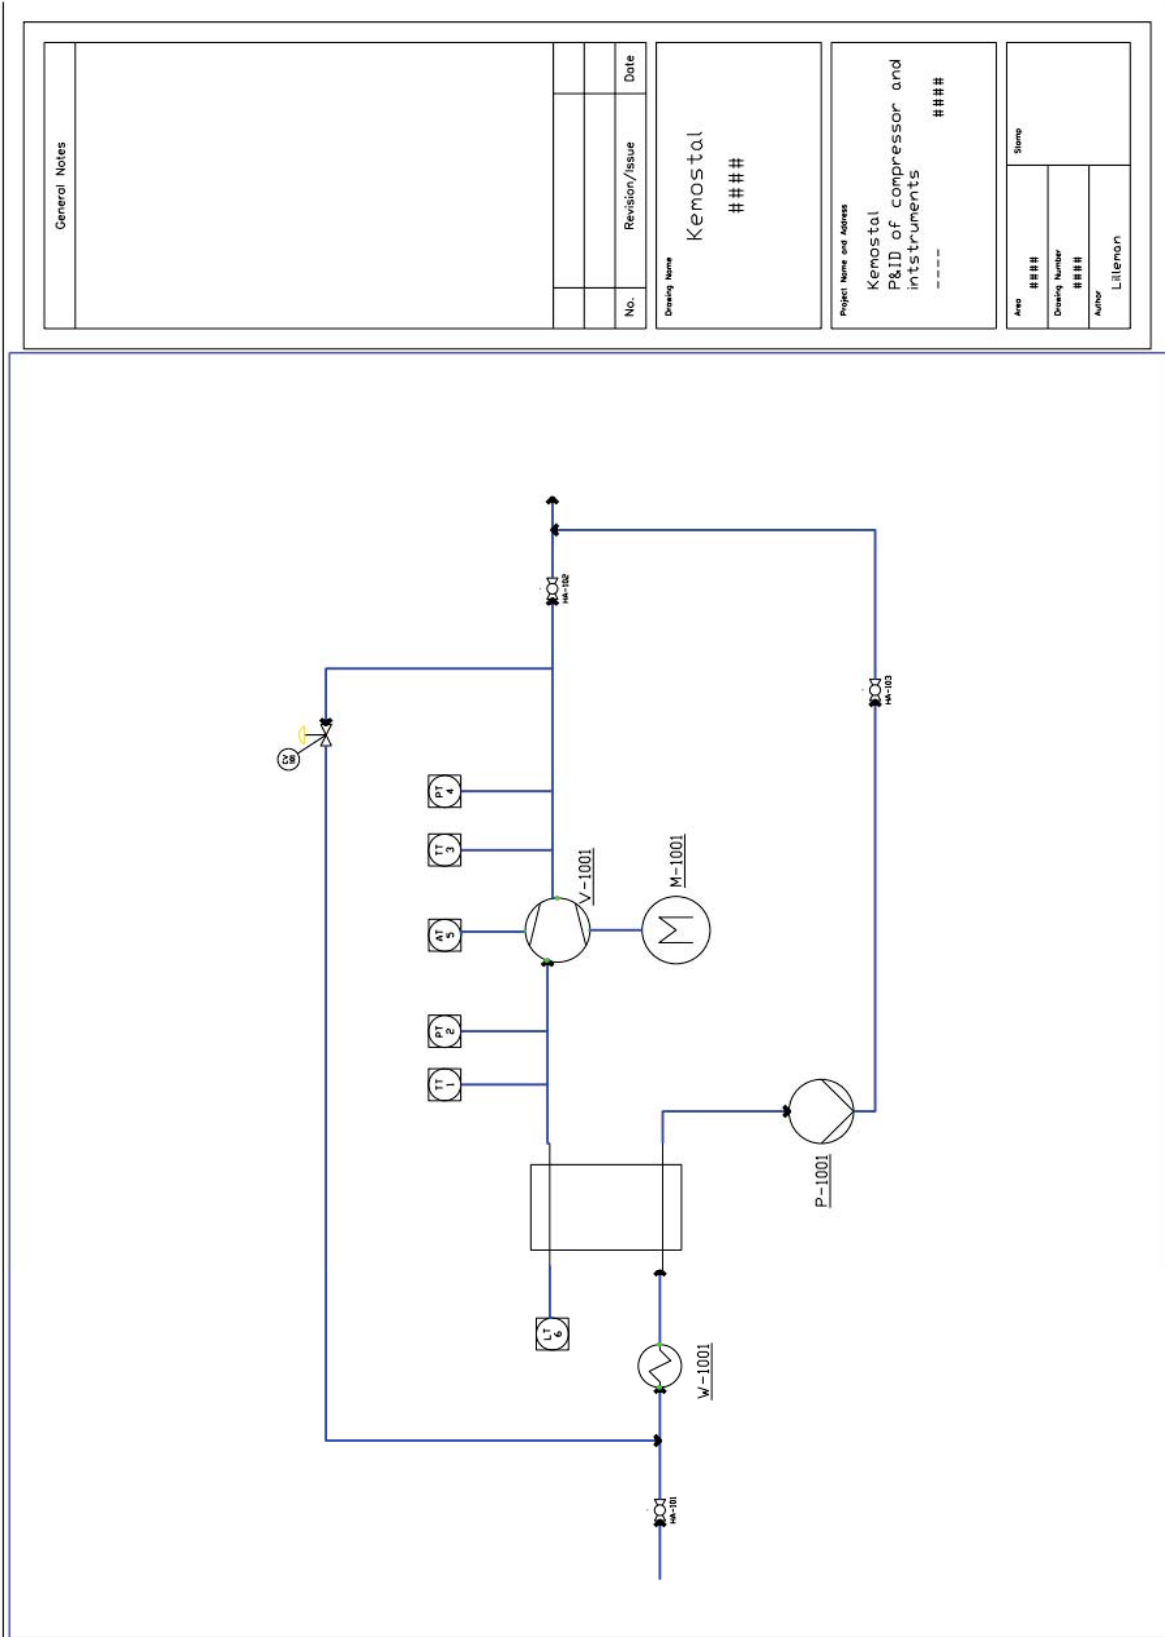 General Notes
No.
Revision/Issue
Date
Drawing Name
Kemostal
####
Project Name and Address
Kemostal
P&ID of compressor and
intstruments
----
####
Area
####
Drawing Number
####
Author
Lilleman
Stamp
PT
4
TT
3
AT
5
PT
2
TT
1
LT
6
V-1001
M-1001
M
P-1001
W-1001
HA-101
HA-102
HA-103
CV